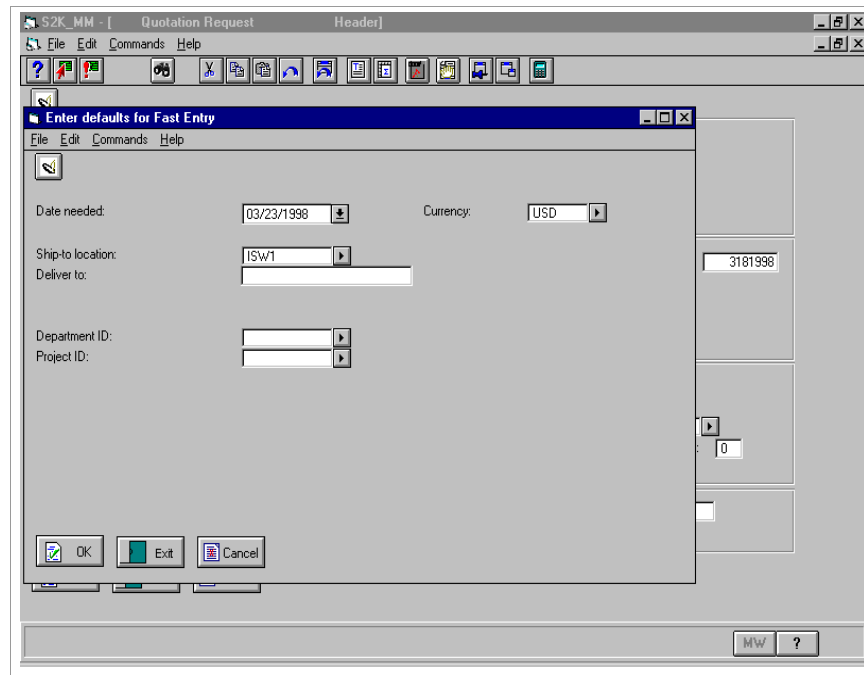 S2K_MM - [ Quotation Request Header]
File Edit Commands Help
Enter defaults for Fast Entry
File Edit Commands Help
Date needed: 03/23/1998 Currency: USD
Ship-to location: ISW1
3181998
Deliver to:
Department ID:
Project ID:
: 0
OK Exit Cancel
MW ?